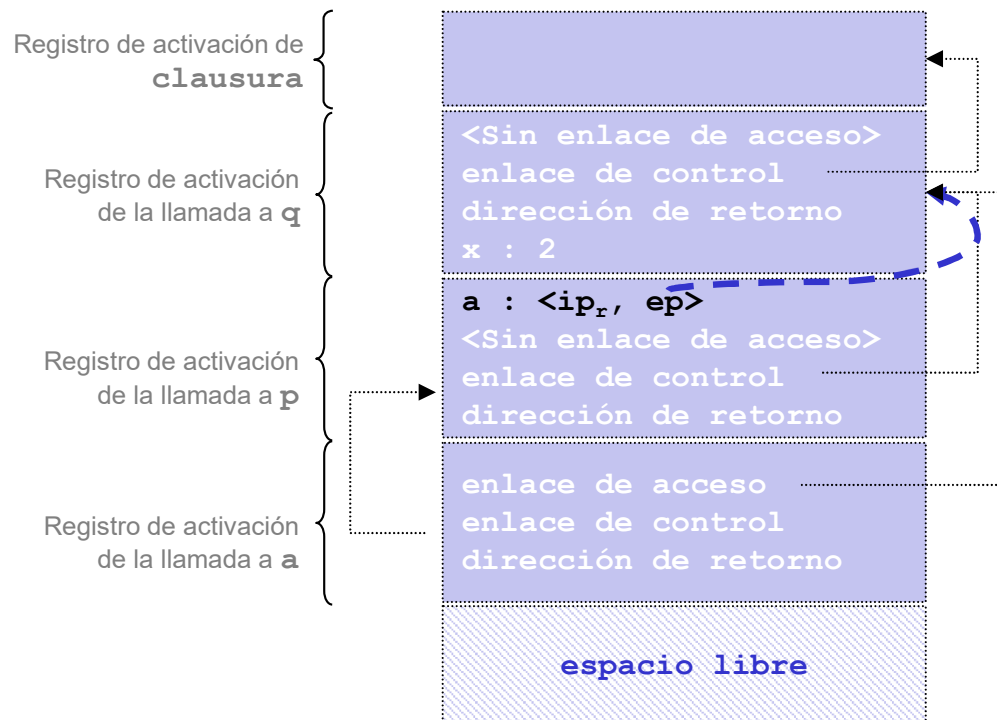 Registro de activación de
clausura
<Sin enlace de acceso>
enlace de control
dirección de retorno
x : 2
Registro de activación
de la llamada a q
a : <ipr, ep>
<Sin enlace de acceso>
enlace de control
dirección de retorno
Registro de activación
de la llamada a p
enlace de acceso
enlace de control
dirección de retorno
Registro de activación
de la llamada a a
espacio libre